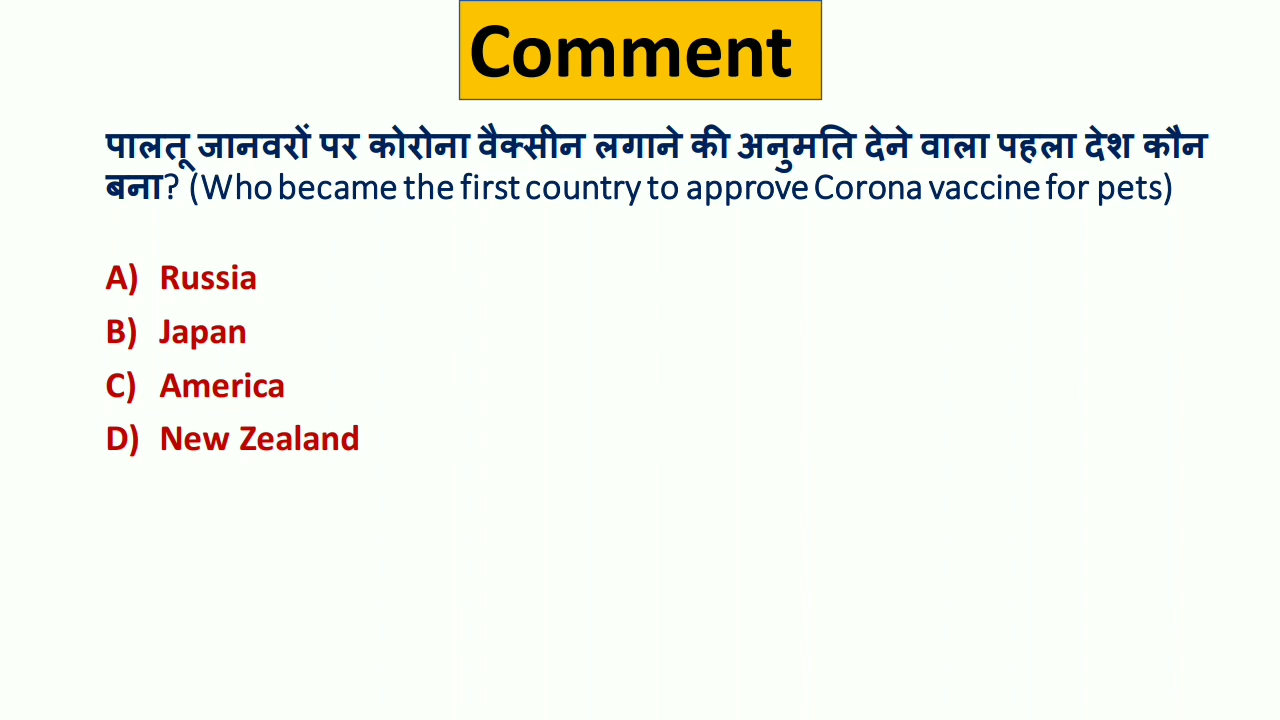 Comment
पालतू जानवरों पर कोरोना वैक्सीन लगाने की अनुमति देने वाला पहला देश कौन
बना? (Who became the first country to approve Corona vaccine for pets)
A) Russia
B) Japan
C) America
D) New Zealand